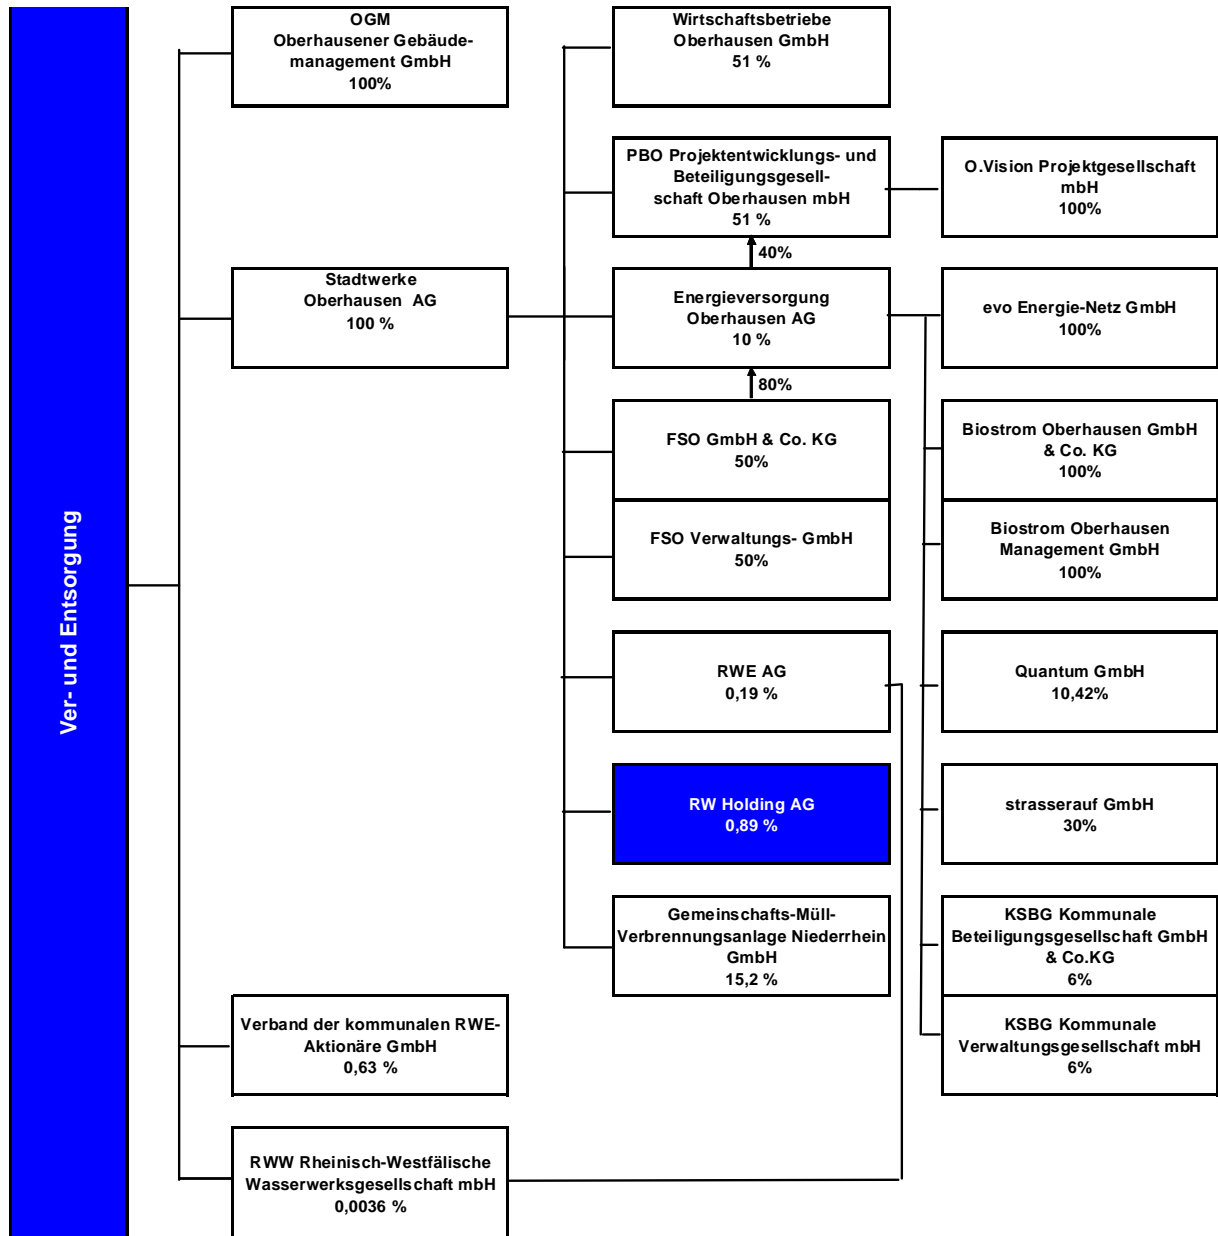 Ver- und Entsorgung
OGM
Oberhausener Gebäude-
management GmbH
100%
Stadtwerke
Oberhausen AG
100 %
Verband der kommunalen RWE-
Aktionäre GmbH
0,63 %
RWW Rheinisch-Westfälische
Wasserwerksgesellschaft mbH
0,0036 %
Wirtschaftsbetriebe
Oberhausen GmbH
51 %
PBO Projektentwicklungs- und
Beteiligungsgesell-
schaft Oberhausen mbH
51 %
40%
Energieversorgung
Oberhausen AG
10 %
80%
FSO GmbH & Co. KG
50%
FSO Verwaltungs- GmbH
50%
RWE AG
0,19 %
RW Holding AG
0,89 %
Gemeinschafts-Müll-
Verbrennungsanlage Niederrhein
GmbH
15,2 %
O.Vision Projektgesellschaft
mbH
100%
evo Energie-Netz GmbH
100%
Biostrom Oberhausen GmbH
& Co. KG
100%
Biostrom Oberhausen
Management GmbH
100%
Quantum GmbH
10,42%
strasserauf GmbH
30%
KSBG Kommunale
Beteiligungsgesellschaft GmbH
& Co.KG
6%
KSBG Kommunale
Verwaltungsgesellschaft mbH
6%